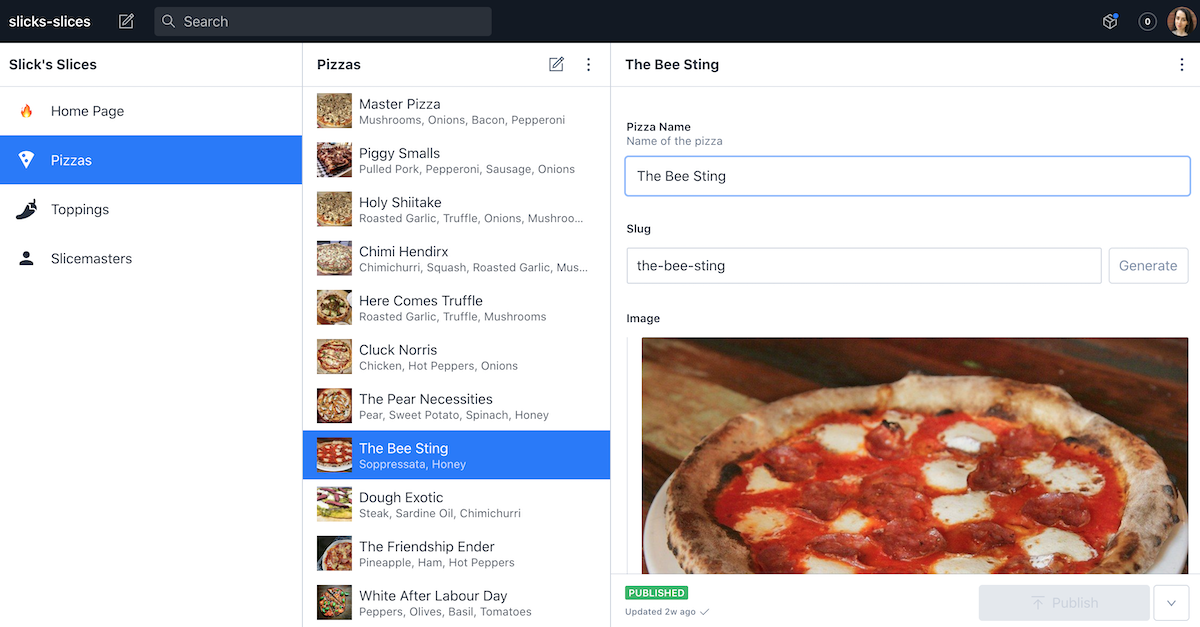 slicks-slices
Search
0
Slick's Slices
Home Page
Pizzas
Toppings
Slicemasters
Pizzas
Master Pizza
Mushrooms, Onions, Bacon, Pepperoni
Piggy Smalls
Pulled Pork, Pepperoni, Sausage, Onions
Holy Shiitake
Roasted Garlic, Truffle, Onions, Mushroo...
Chimi Hendirx
Chimichurri, Squash, Roasted Garlic, Mus...
Here Comes Truffle
Roasted Garlic, Truffle, Mushrooms
Cluck Norris
Chicken, Hot Peppers, Onions
The Pear Necessities
Pear, Sweet Potato, Spinach, Honey
The Bee Sting
Soppressata, Honey
Dough Exotic
Steak, Sardine Oil, Chimichurri
The Friendship Ender
Pineapple, Ham, Hot Peppers
White After Labour Day
Peppers, Olives, Basil, Tomatoes
The Bee Sting
Pizza Name
Name of the pizza
The Bee Sting
Slug
the-bee-sting
Generate
Image
PUBLISHED
Updated 2w ago
Publish